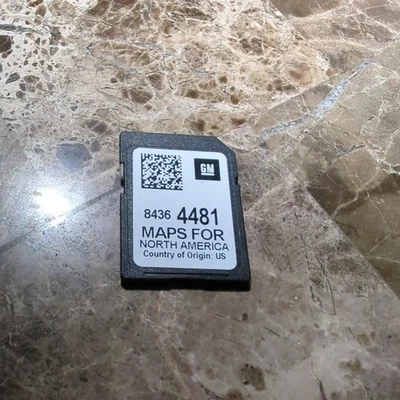 GM
8436 4481
MAPS FOR
NORTH AMERICA
Country of Origin: US